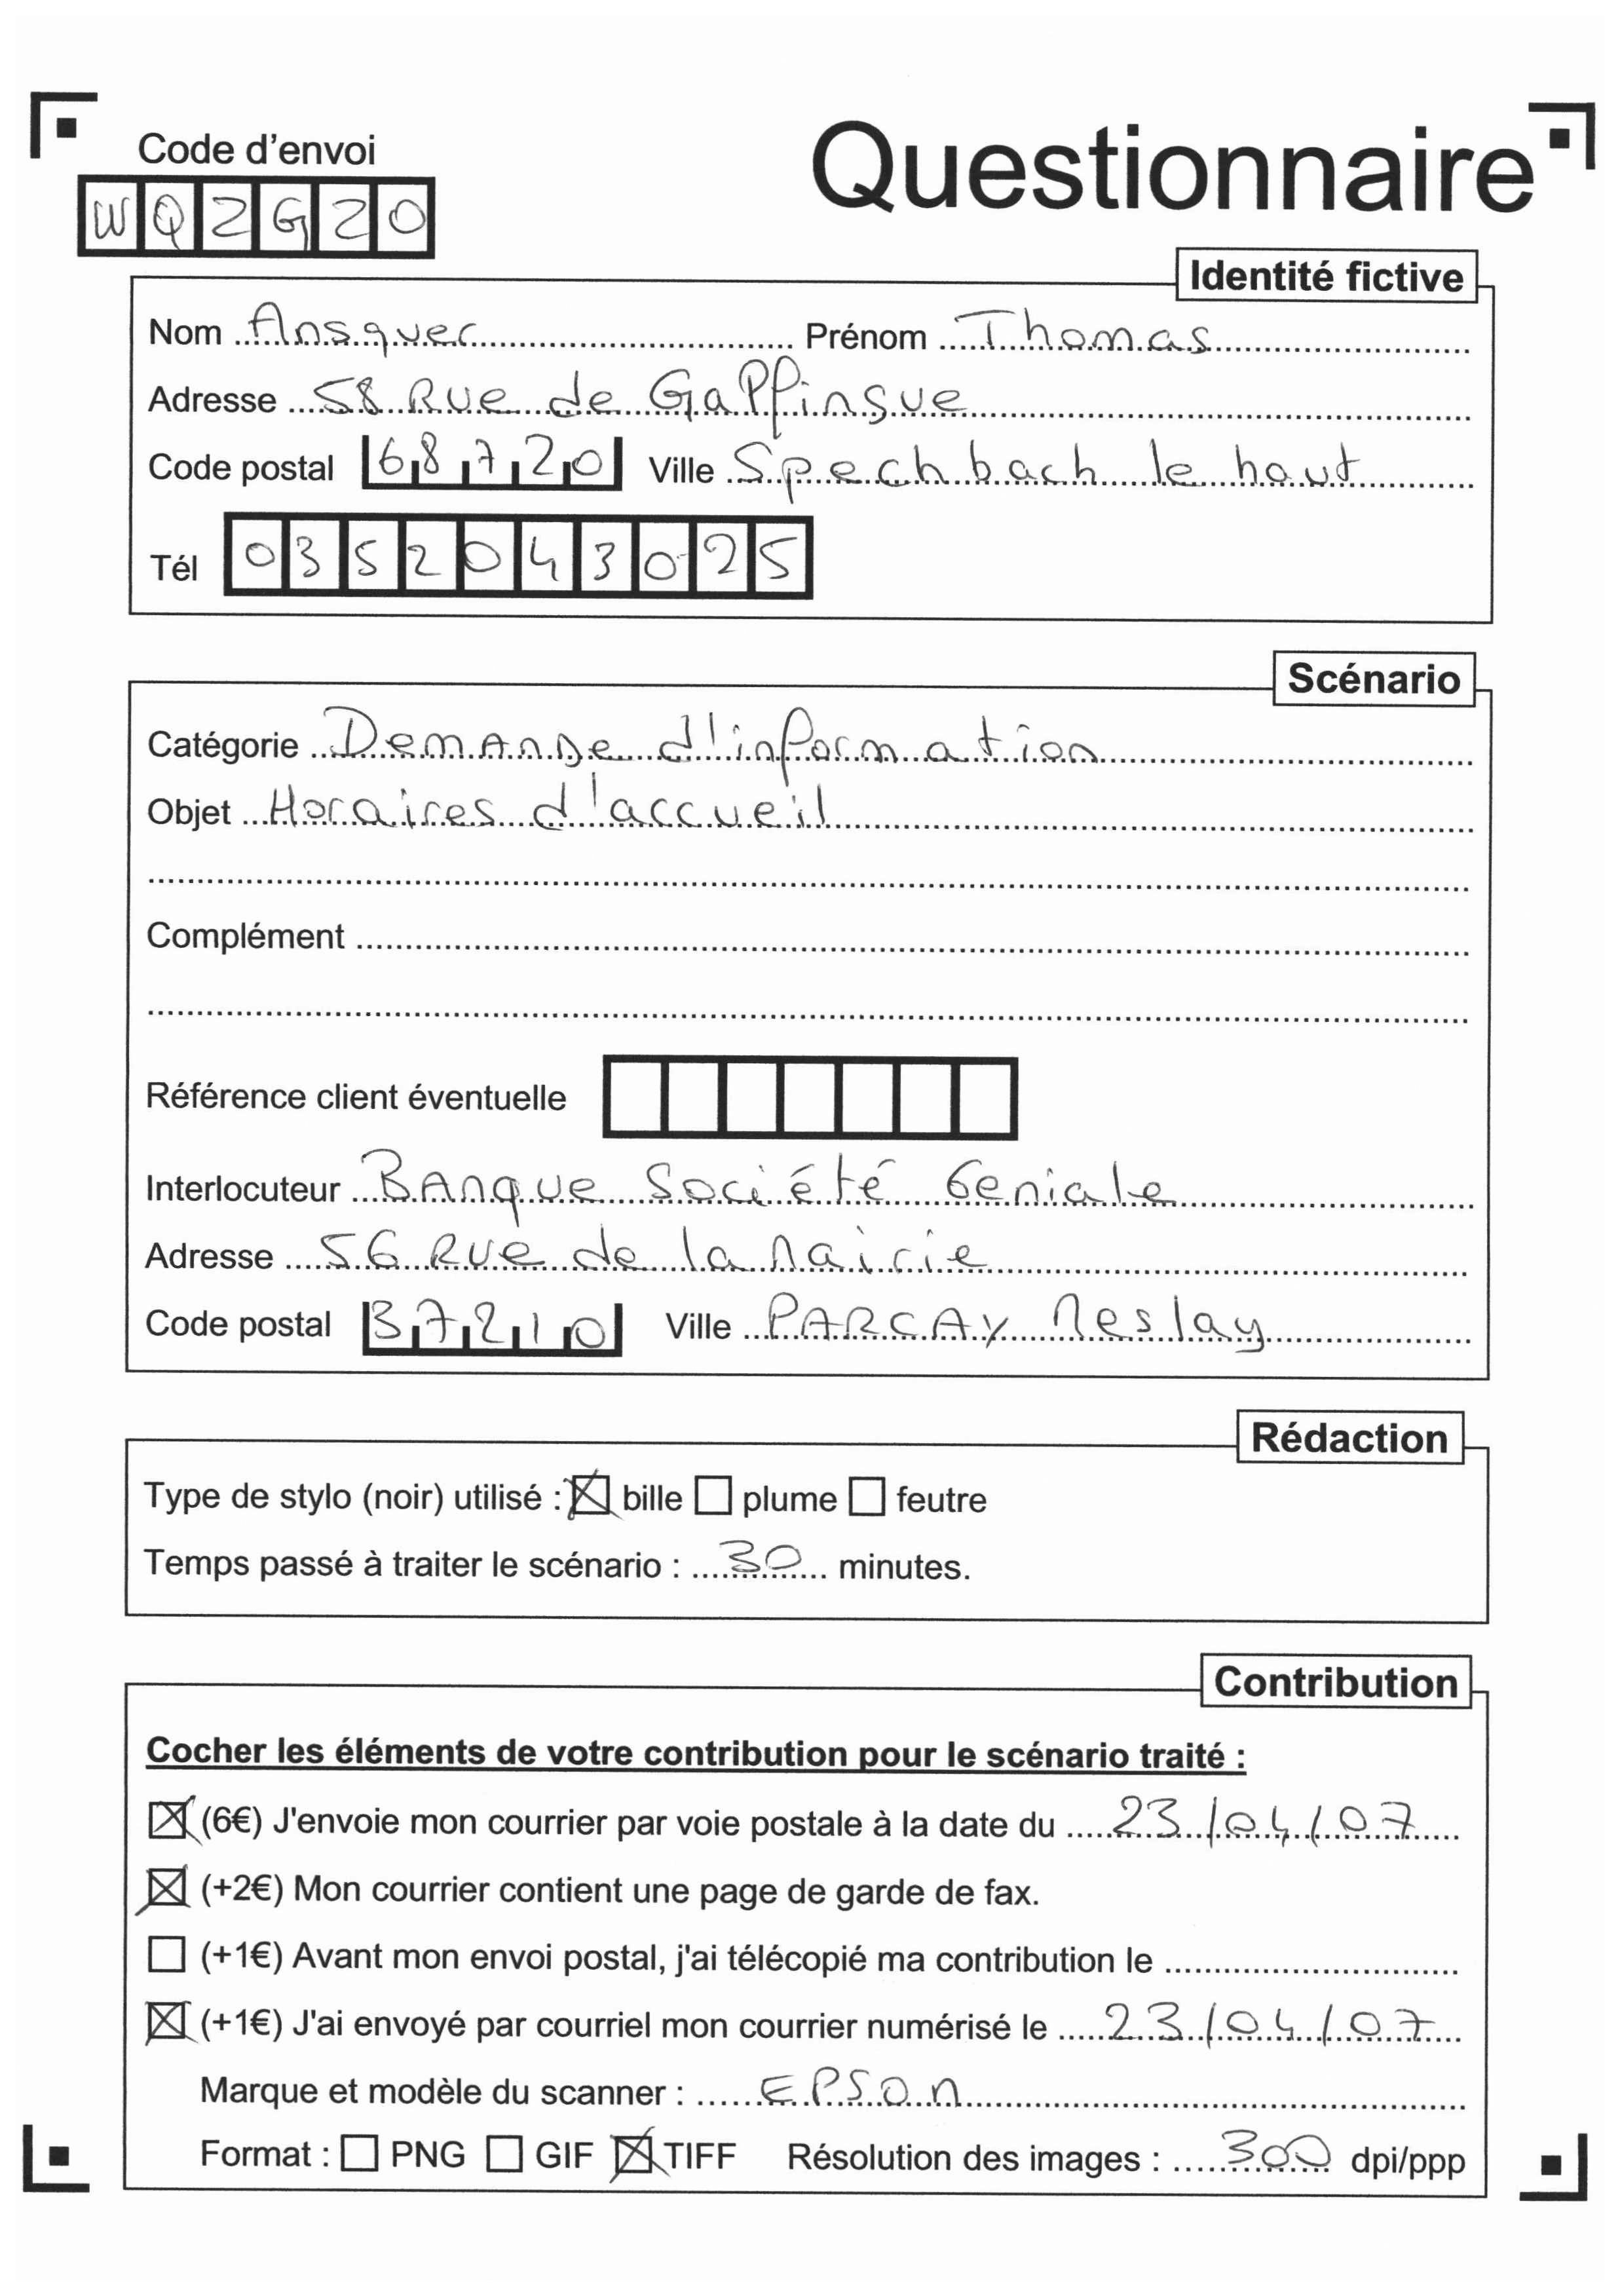 Code d'envoi
Questionnaire
WQZGZO
Identité fictive
Nom Ansquer Prénom Thomas
Adresse 58 Rue de Gaffingue
Code postal 68720 Ville Spechbach le haut
Tél 0352043025
Scénario
Catégorie Demande d'information
Objet Horaires d'accueil
Complément
Référence client éventuelle
Interlocuteur Banque Société Geniale
Adresse 56 Rue de la Mairie
Code postal 37210 Ville PARCAY Meslay
Rédaction
Type de stylo (noir) utilisé : bille plume feutre
Temps passé à traiter le scénario : 30 minutes.
Contribution
Cocher les éléments de votre contribution pour le scénario traité :
(6€) J'envoie mon courrier par voie postale à la date du 23/04/07
(+2€) Mon courrier contient une page de garde de fax.
(+1€) Avant mon envoi postal, j'ai télécopié ma contribution le
(+1€) J'ai envoyé par courriel mon courrier numérisé le 23/04/07
Marque et modèle du scanner : EPSON
Format : PNG GIF TIFF Résolution des images : 300 dpi/ppp